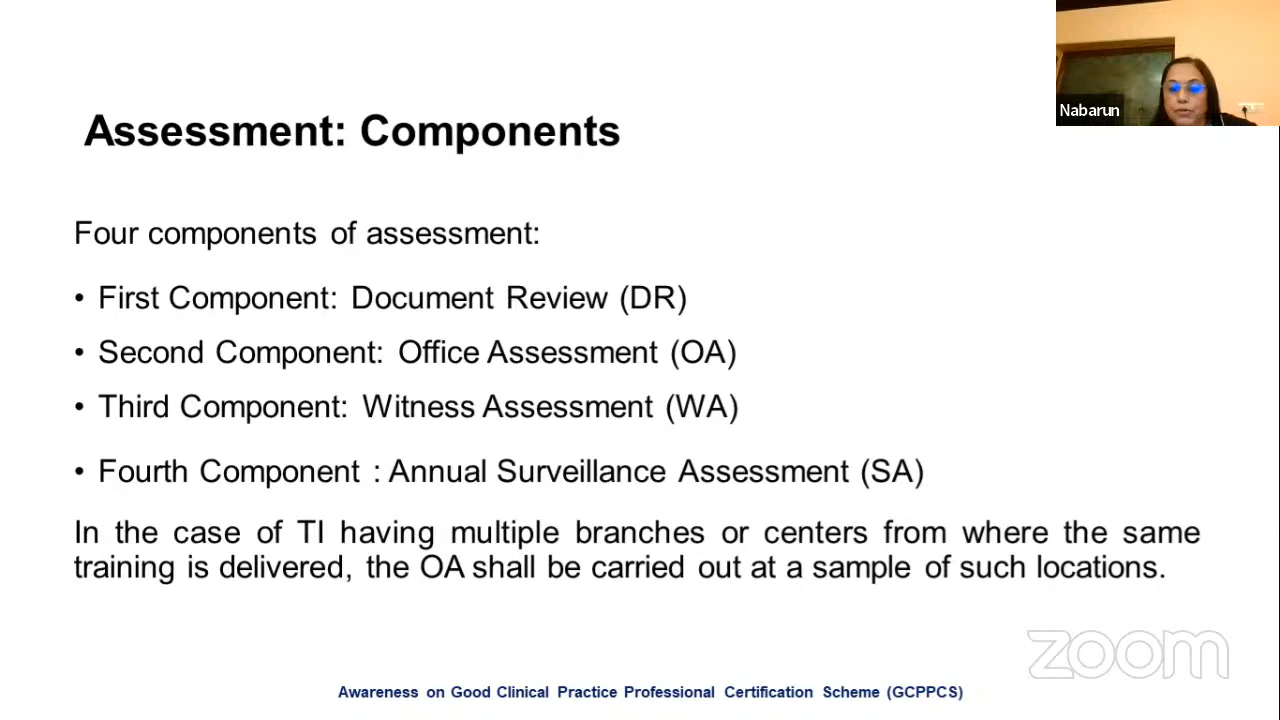 Nabarun
Assessment: Components
Four components of assessment:
• First Component: Document Review (DR)
• Second Component: Office Assessment (OA)
• Third Component: Witness Assessment (WA)
• Fourth Component : Annual Surveillance Assessment (SA)
In the case of TI having multiple branches or centers from where the same
training is delivered, the OA shall be carried out at a sample of such locations.
zoom
Awareness on Good Clinical Practice Professional Certification Scheme (GCPPCS)